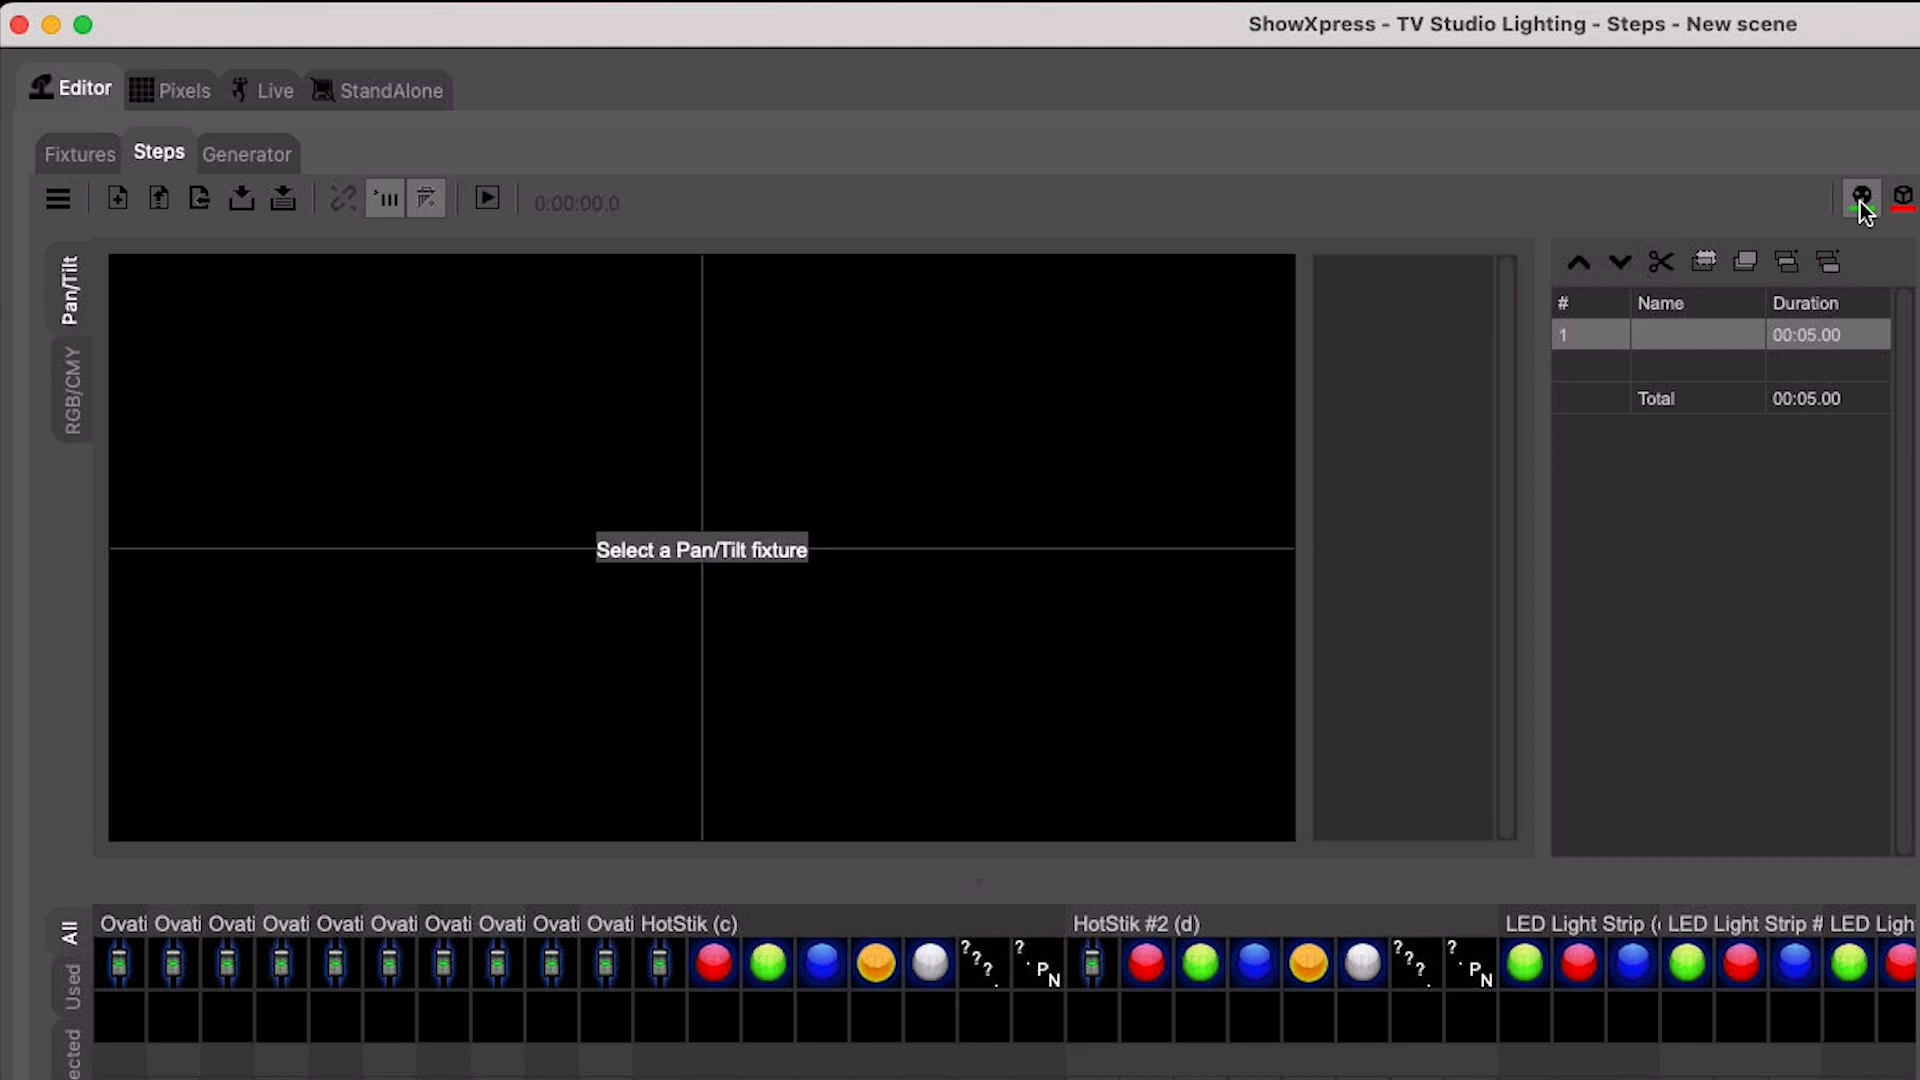 ShowXpress - TV Studio Lighting - Steps - New scene
Editor Pixels Live StandAlone
Fixtures Steps Generator
0:00:00.0
Pan/Tilt
RGB/CMY
Select a Pan/Tilt fixture
# Name Duration
1 00:05.00
Total 00:05.00
All
Used
ected
Ovati Ovati Ovati Ovati Ovati Ovati Ovati Ovati Ovati Ovati HotStik (c) HotStik #2 (d) LED Light Strip ( LED Light Strip # LED Ligh
? ? ? . ? . P N ? ? ? . ? . P N